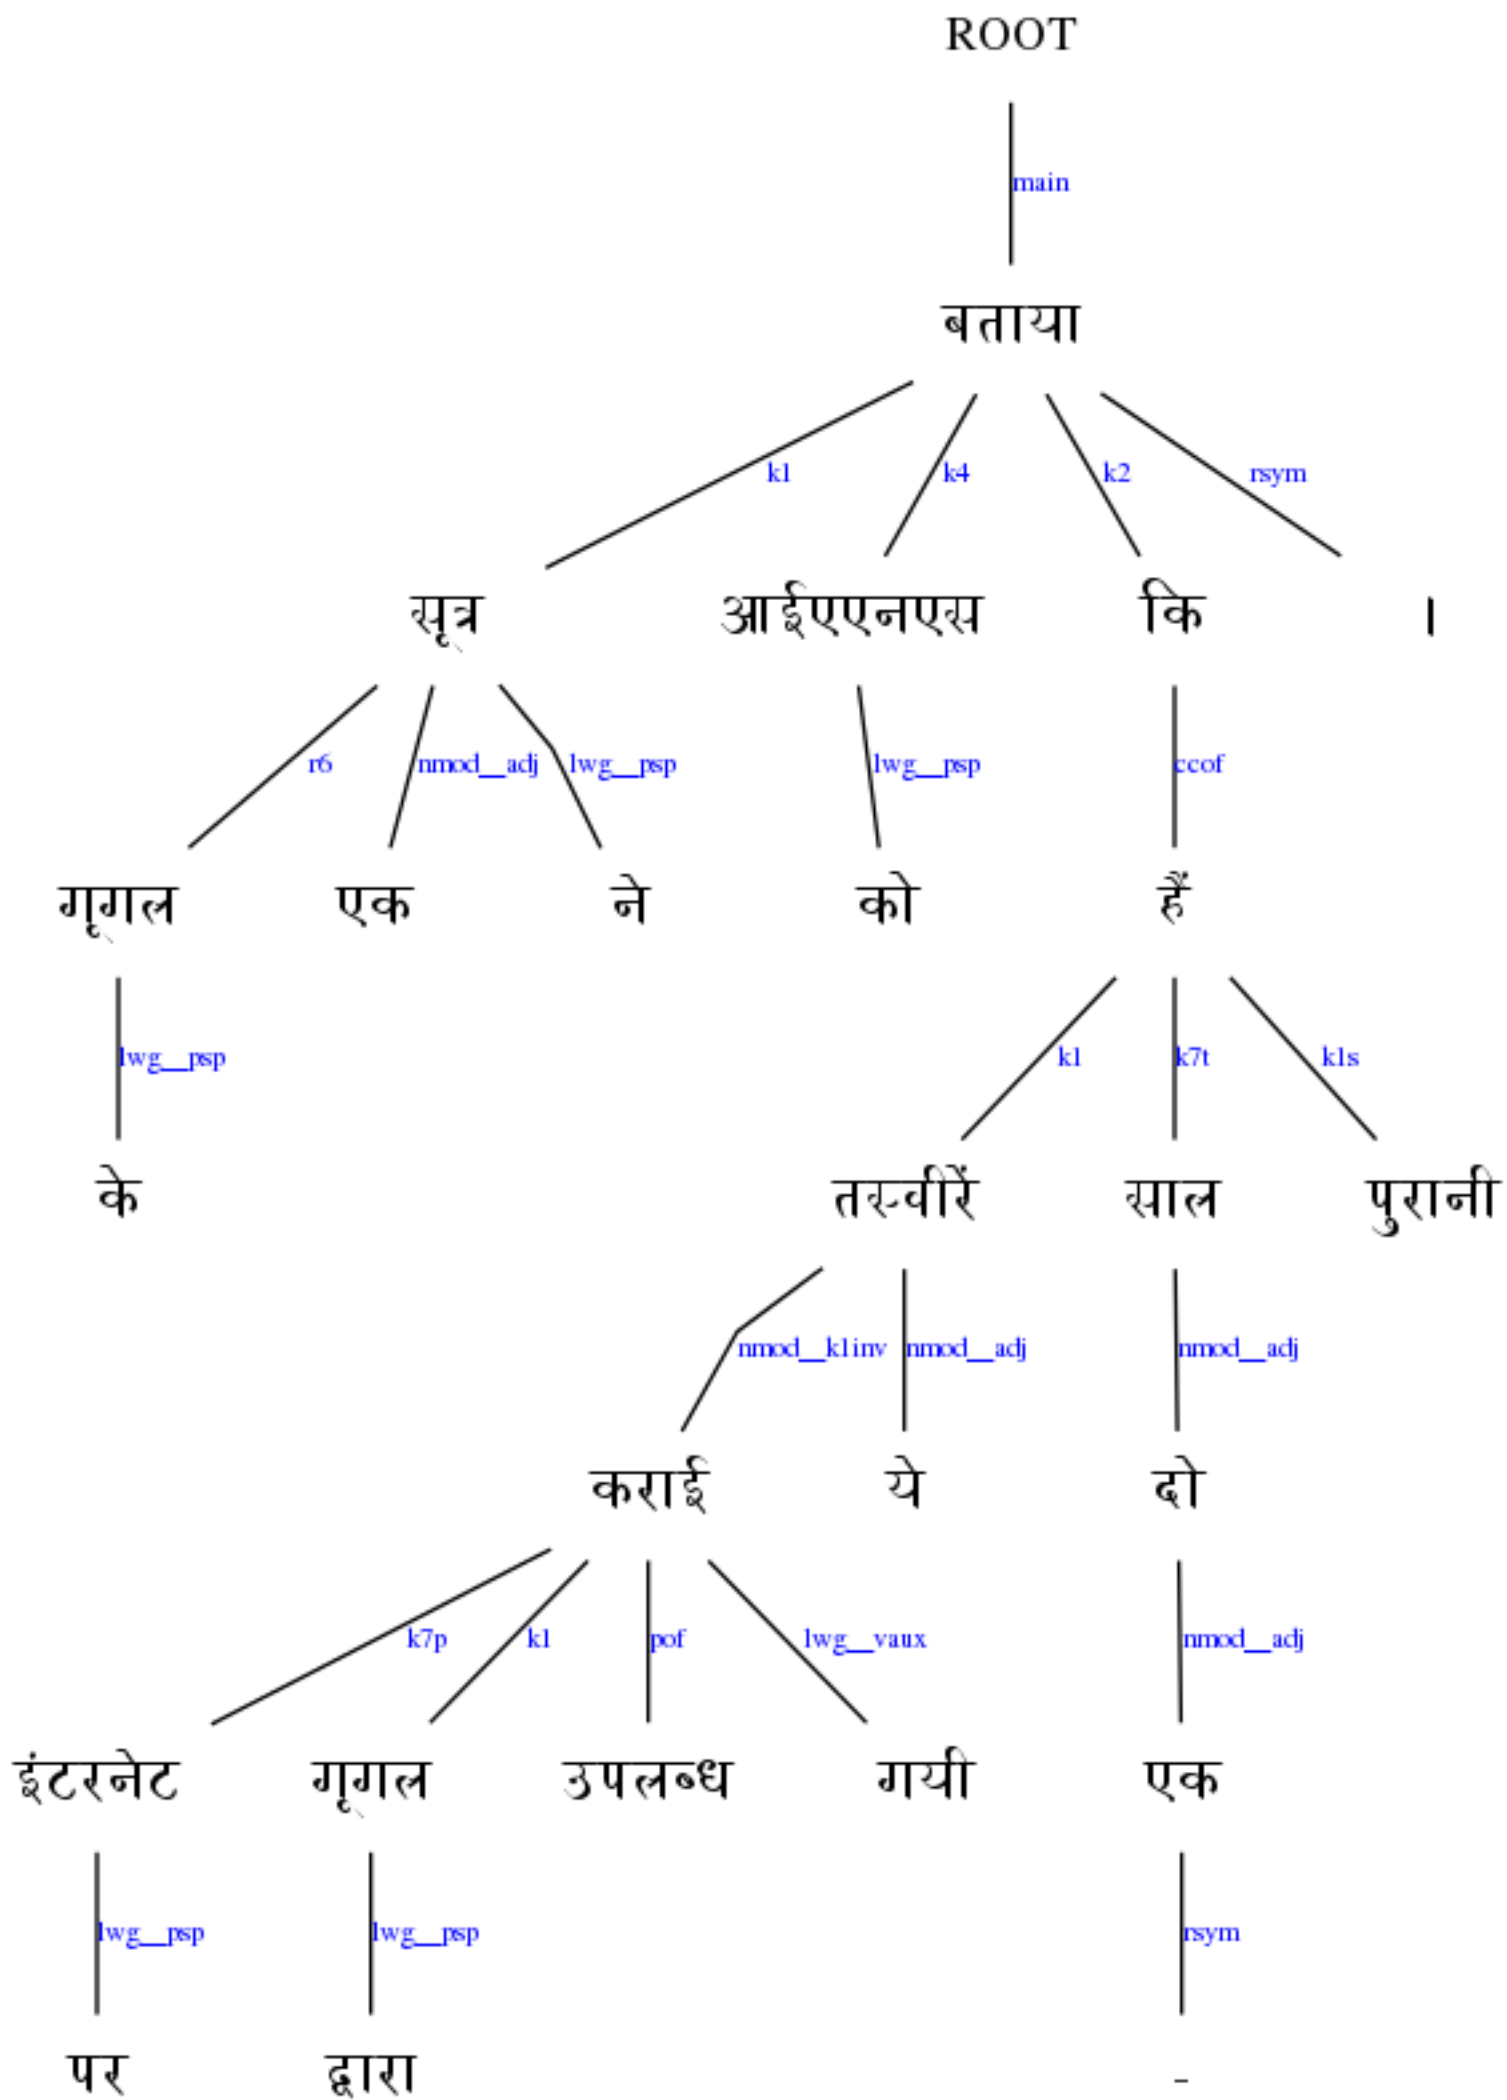 ROOT
main
बताया
k1 k4 k2 rsym
सूत्र आईएएनएस कि ।
r6 nmod__adj lwg__psp lwg__psp ccof
गूगल एक ने को हैं
lwg__psp k1 k7t k1s
के तस्वीरें साल पुरानी
nmod__k1inv nmod__adj nmod__adj
कराई ये दो
k7p k1 pof lwg__vaux nmod__adj
इंटरनेट गूगल उपलब्ध गयी एक
lwg__psp lwg__psp rsym
पर द्वारा -